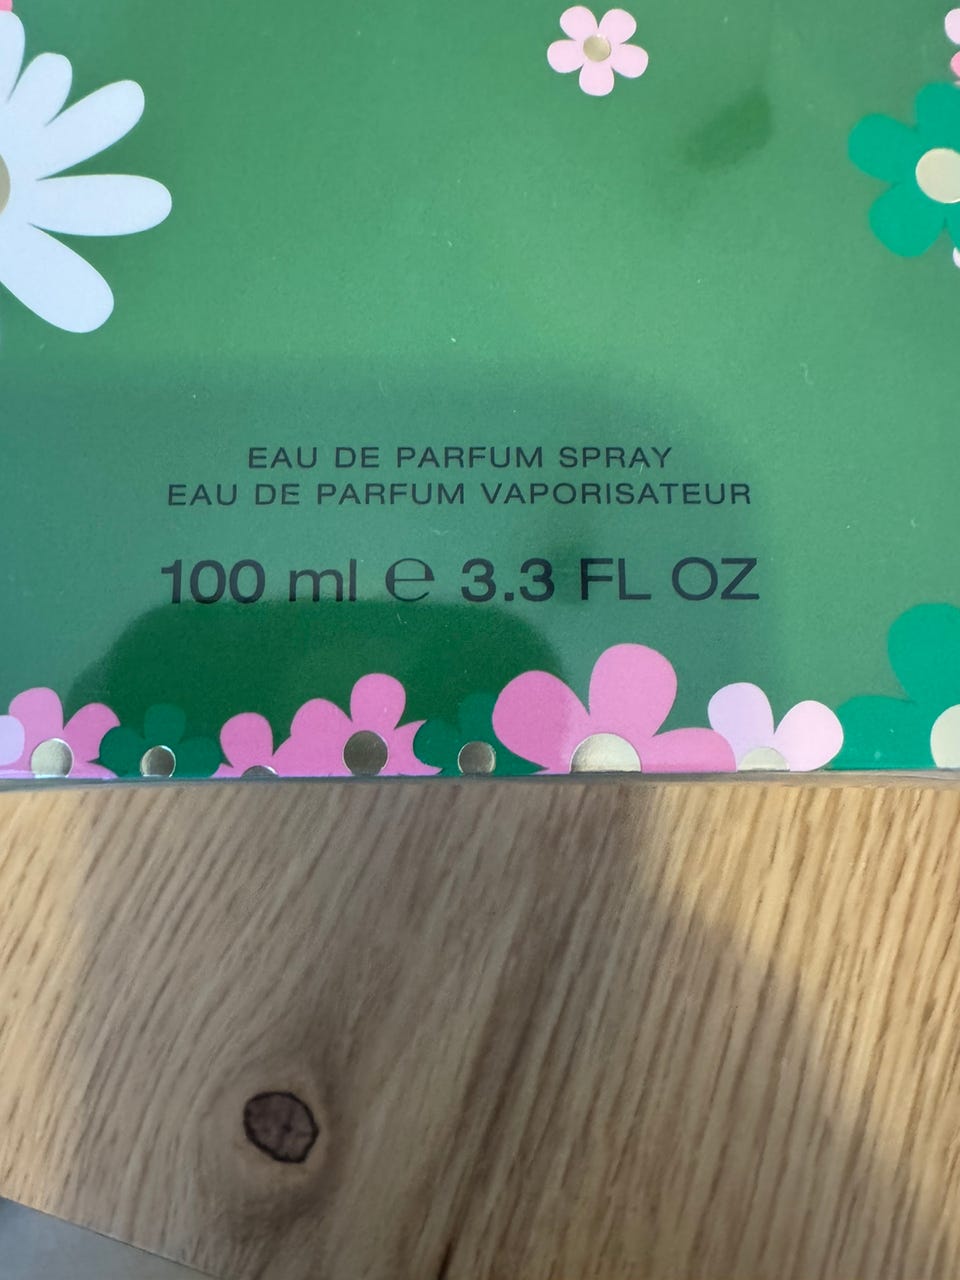 EAU DE PARFUM SPRAY
EAU DE PARFUM VAPORISATEUR
100 ml ℮ 3.3 FL OZ